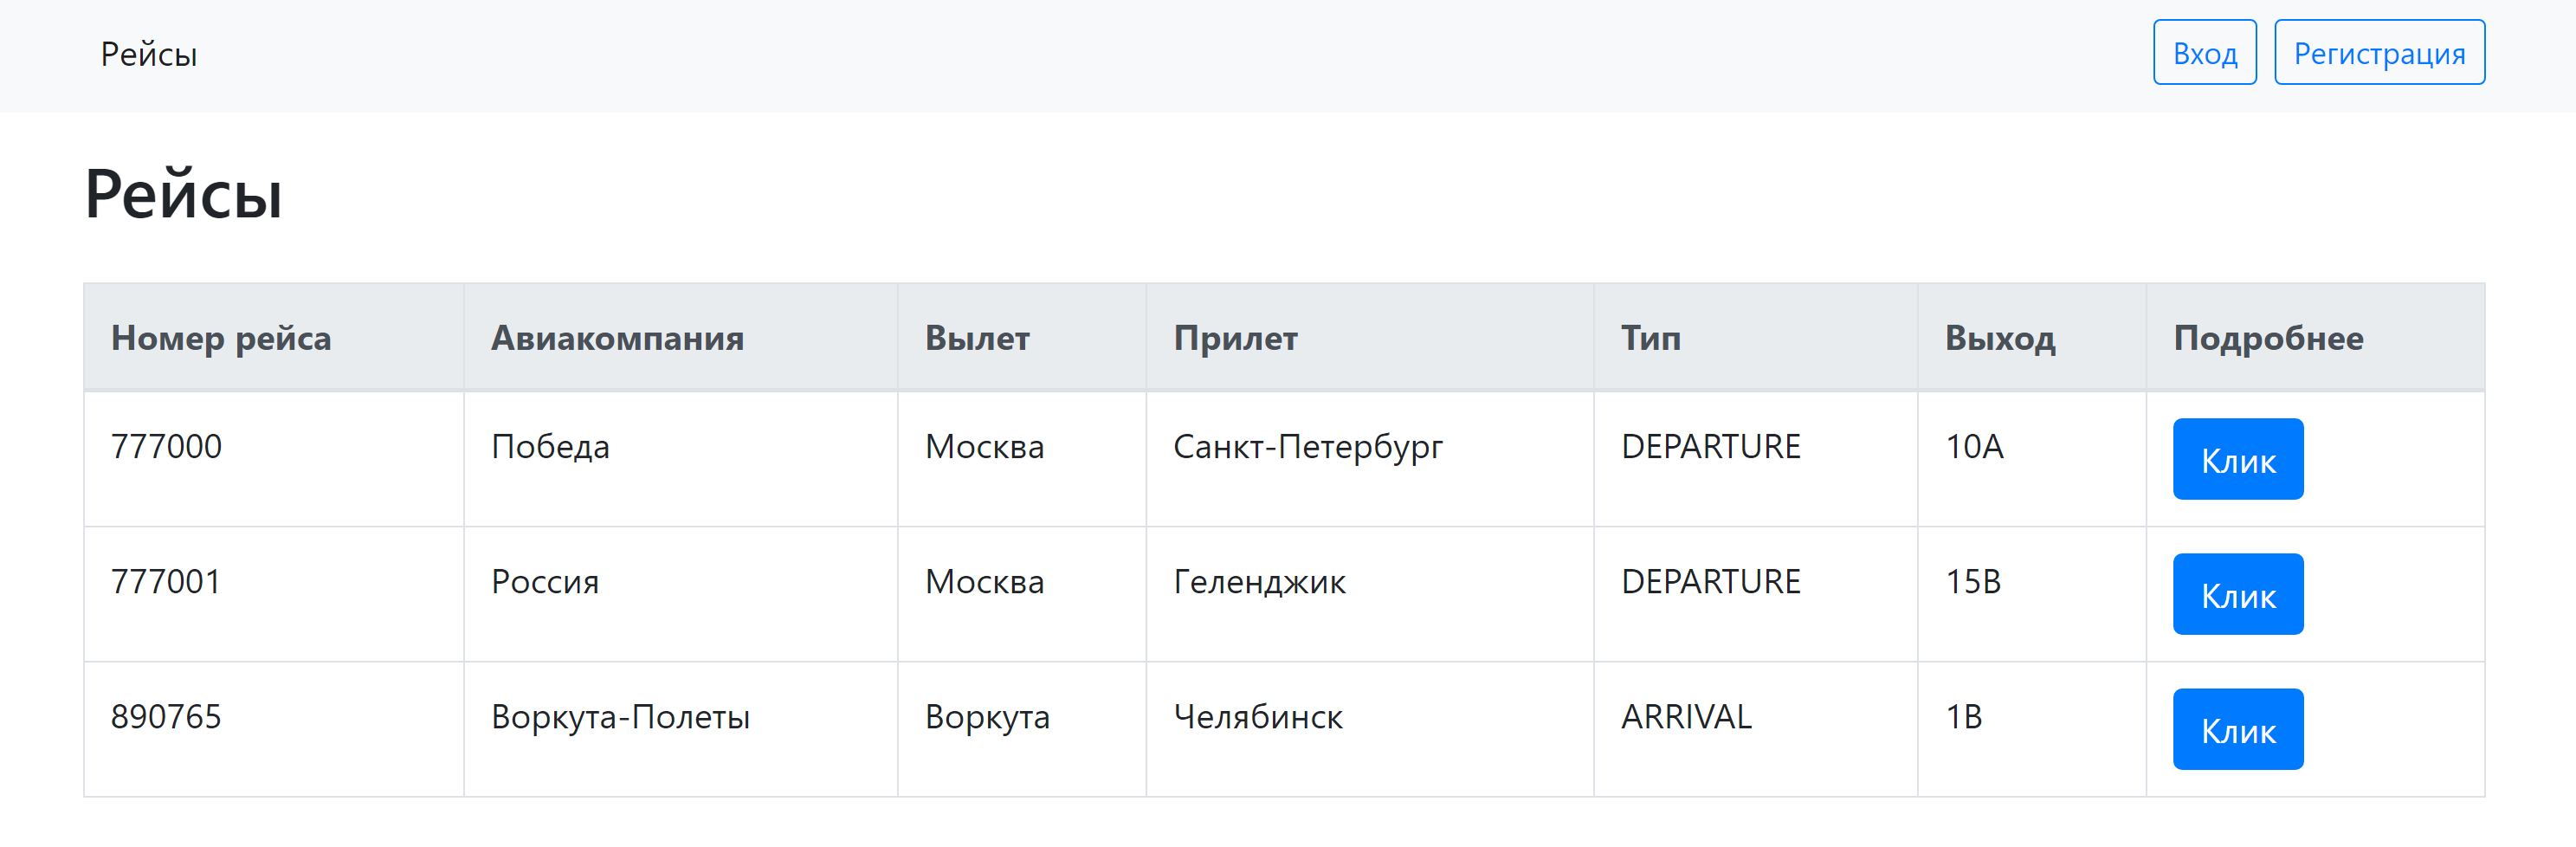 Рейсы Вход Регистрация
Рейсы
Номер рейса Авиакомпания Вылет Прилет Тип Выход Подробнее
777000 Победа Москва Санкт-Петербург DEPARTURE 10A Клик
777001 Россия Москва Геленджик DEPARTURE 15B Клик
890765 Воркута-Полеты Воркута Челябинск ARRIVAL 1B Клик